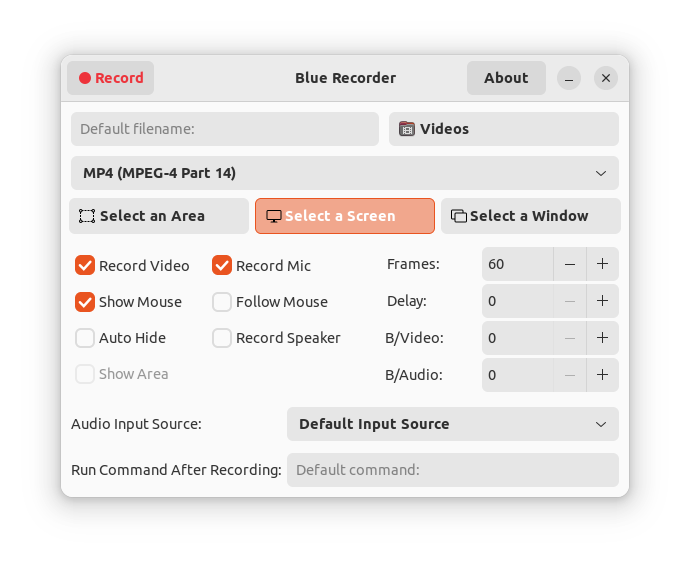 Record Blue Recorder About
Default filename: Videos
MP4 (MPEG-4 Part 14)
Select an Area Select a Screen Select a Window
Record Video Record Mic Frames: 60
Show Mouse Follow Mouse Delay: 0
Auto Hide Record Speaker B/Video: 0
Show Area B/Audio: 0
Audio Input Source: Default Input Source
Run Command After Recording: Default command: